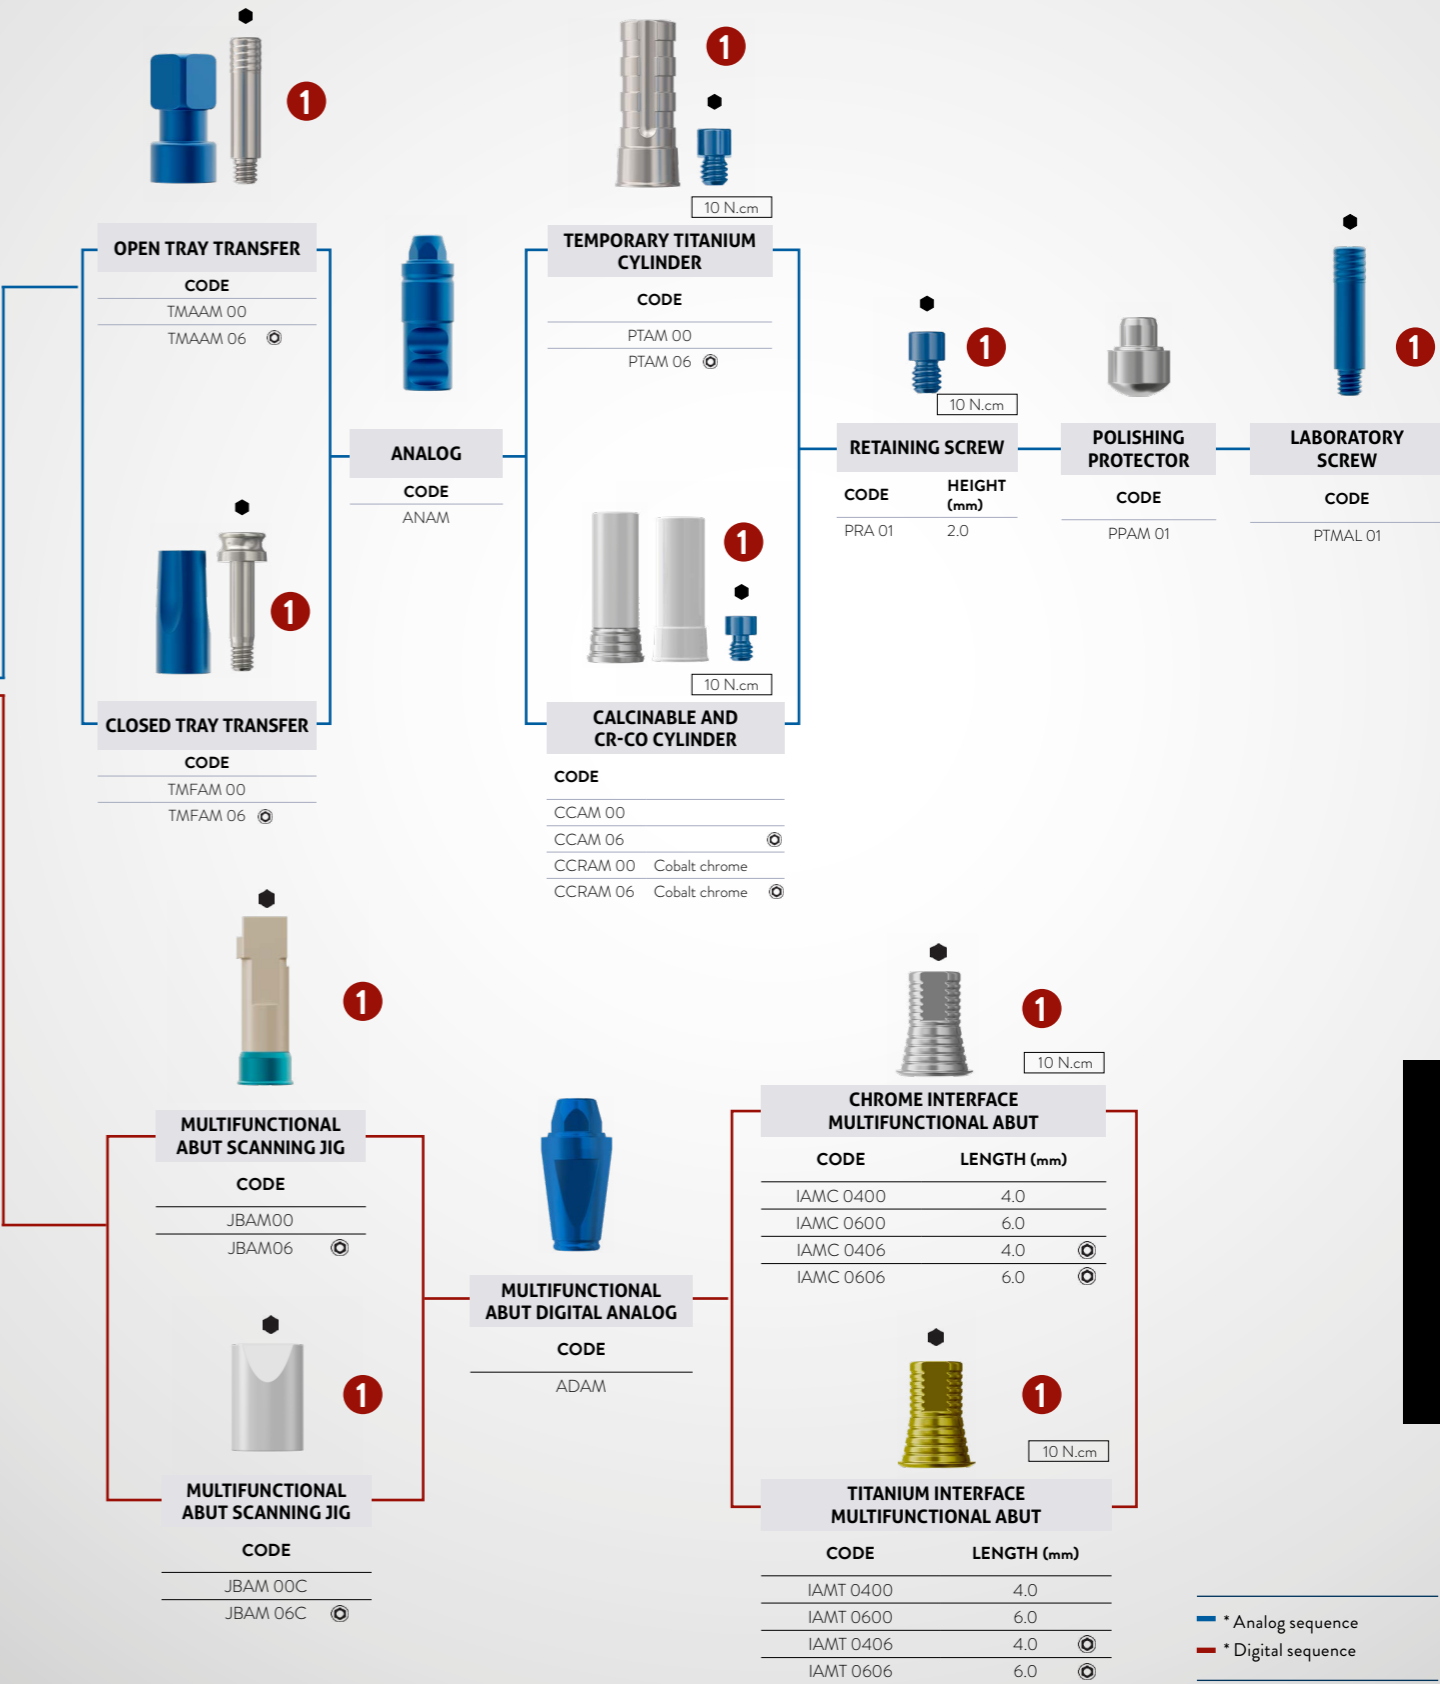 1
1
10 N.cm
OPEN TRAY TRANSFER
CODE
TMAAM 00
TMAAM 06
TEMPORARY TITANIUM
CYLINDER
CODE
PTAM 00
PTAM 06
1
10 N.cm
ANALOG
CODE
ANAM
RETAINING SCREW
CODE
HEIGHT
(mm)
PRA 01
2.0
POLISHING
PROTECTOR
CODE
PPAM 01
1
LABORATORY
SCREW
CODE
PTMAL 01
1
CLOSED TRAY TRANSFER
CODE
TMFAM 00
TMFAM 06
1
10 N.cm
CALCINABLE AND
CR-CO CYLINDER
CODE
CCAM 00
CCAM 06
CCRAM 00 Cobalt chrome
CCRAM 06 Cobalt chrome
1
MULTIFUNCTIONAL
ABUT SCANNING JIG
CODE
JBAM00
JBAM06
1
MULTIFUNCTIONAL
ABUT SCANNING JIG
CODE
JBAM 00C
JBAM 06C
MULTIFUNCTIONAL
ABUT DIGITAL ANALOG
CODE
ADAM
1
10 N.cm
CHROME INTERFACE
MULTIFUNCTIONAL ABUT
CODE LENGTH (mm)
IAMC 0400 4.0
IAMC 0600 6.0
IAMC 0406 4.0
IAMC 0606 6.0
1
10 N.cm
TITANIUM INTERFACE
MULTIFUNCTIONAL ABUT
CODE LENGTH (mm)
IAMT 0400 4.0
IAMT 0600 6.0
IAMT 0406 4.0
IAMT 0606 6.0
* Analog sequence
* Digital sequence